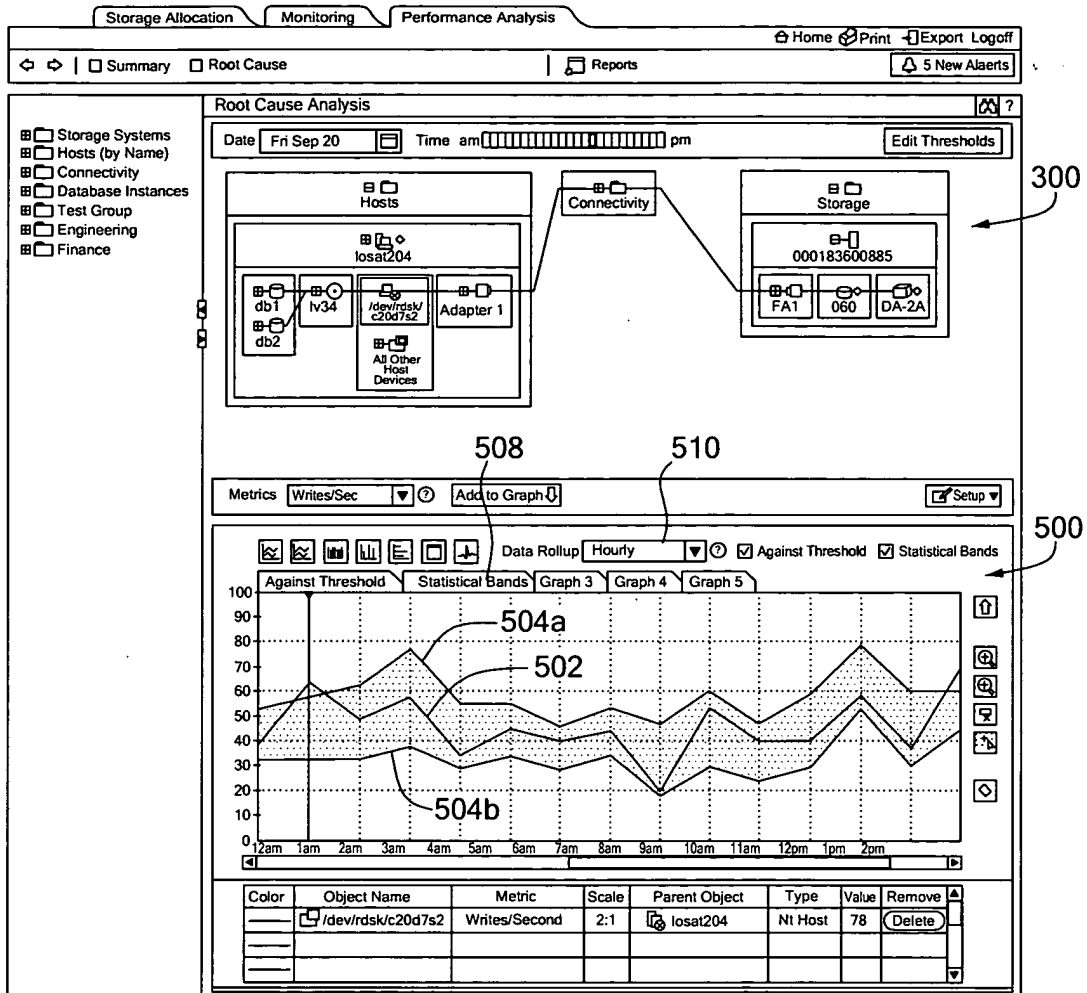 Storage Allocation Monitoring Performance Analysis
Home Print Export Logoff
Summary Root Cause Reports 5 New Alaerts
Storage Systems
Hosts (by Name)
Connectivity
Database Instances
Test Group
Engineering
Finance
Root Cause Analysis ?
Date Fri Sep 20 Time am pm Edit Thresholds
300
Hosts
Connectivity
Storage
losat204
000183600885
db1
lv34
/dev/rdsk/
c20d7s2
Adapter 1
FA1
060
DA-2A
db2
All Other
Host
Devices
508
510
Metrics Writes/Sec ? Add to Graph Setup
500
Data Rollup Hourly ? Against Threshold Statistical Bands
Against Threshold Statistical Bands Graph 3 Graph 4 Graph 5
100
90
80
70
60
50
40
30
20
10
0
504a
502
504b
12am 1am 2am 3am 4am 5am 6am 7am 8am 9am 10am 11am 12pm 1pm 2pm
Color Object Name Metric Scale Parent Object Type Value Remove
/dev/rdsk/c20d7s2 Writes/Second 2:1 losat204 Nt Host 78 Delete